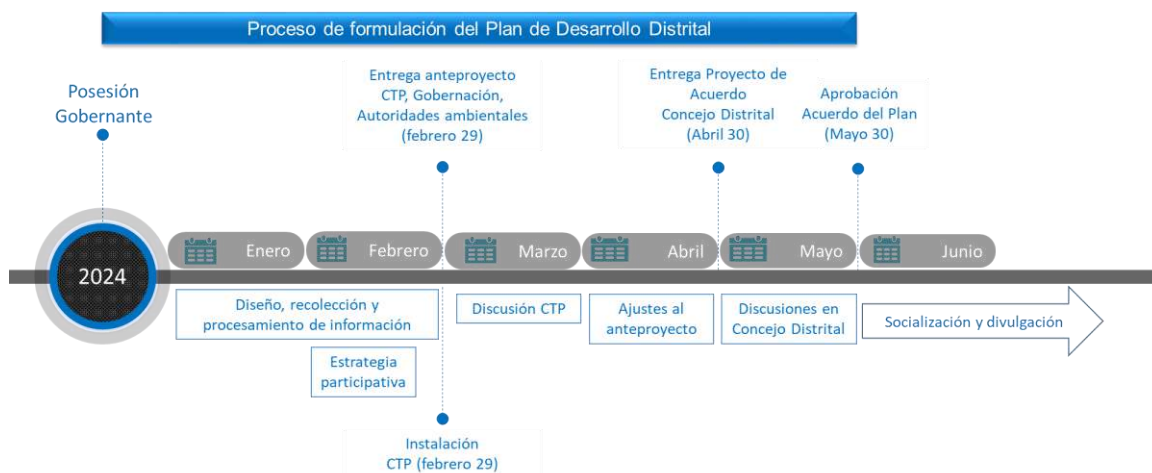 Proceso de formulación del Plan de Desarrollo Distrital
Posesión
Gobernante
Entrega anteproyecto
CTP, Gobernación,
Autoridades ambientales
(febrero 29)
Entrega Proyecto de
Acuerdo
Concejo Distrital
(Abril 30)
Aprobación
Acuerdo del Plan
(Mayo 30)
2024
Enero
Febrero
Marzo
Abril
Mayo
Junio
Diseño, recolección y
procesamiento de información
Estrategia
participativa
Discusión CTP
Ajustes al
anteproyecto
Discusiones en
Concejo Distrital
Socialización y divulgación
Instalación
CTP (febrero 29)